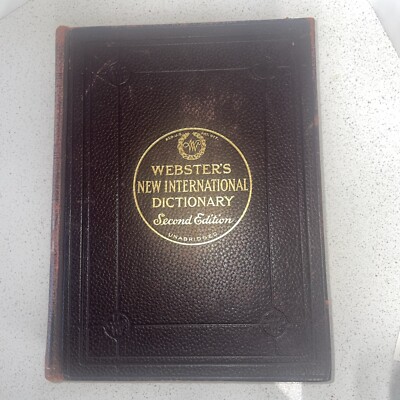 WEBSTER'S
NEW INTERNATIONAL
DICTIONARY
Second Edition
UNABRIDGED